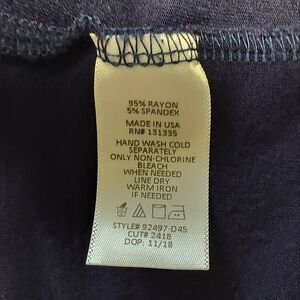 95% RAYON
5% SPANDEX
MADE IN USA
RN# 131335
HAND WASH COLD
SEPARATELY
ONLY NON-CHLORINE
BLEACH
WHEN NEEDED
LINE DRY
WARM IRON
IF NEEDED
STYLE# 92497-D45
CUT# 2418
DOP: 11/18